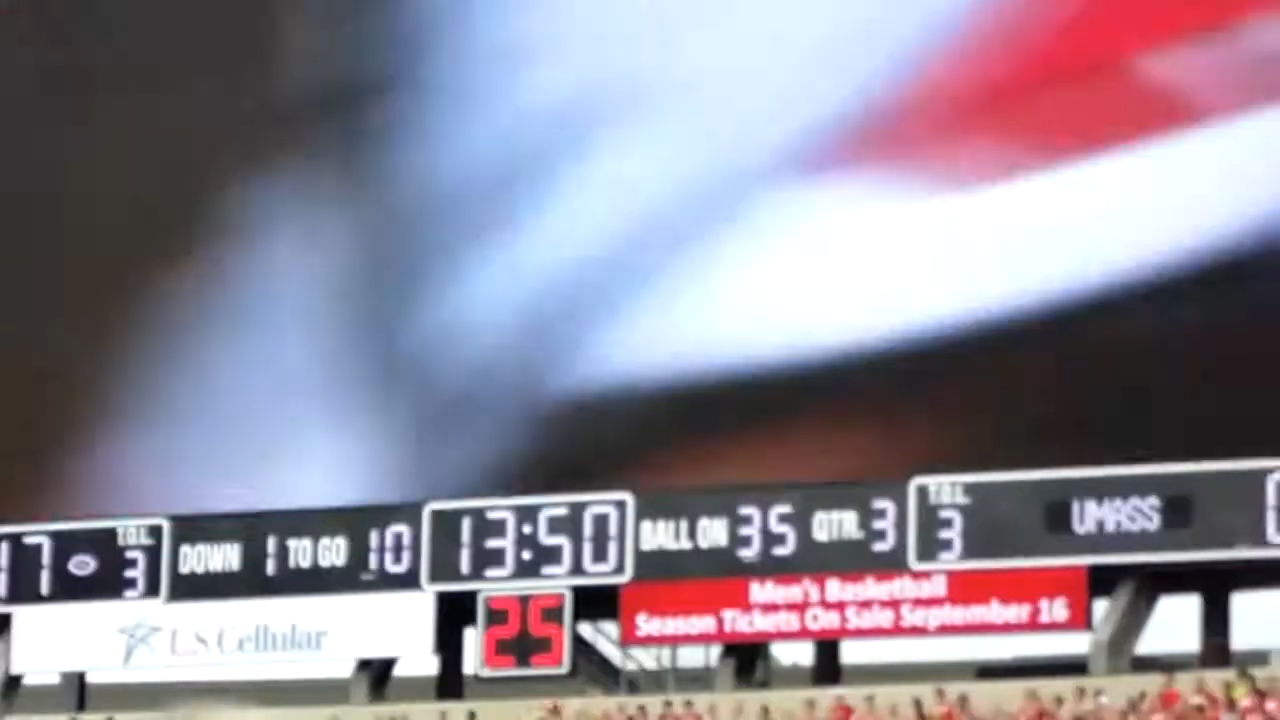 17 T.O.L. 3 DOWN 1 TO GO 10 13:50 BALL ON 35 QTR. 3 T.O.L. 3 UMASS
U.S. Cellular 25 Men's Basketball
Season Tickets On Sale September 16